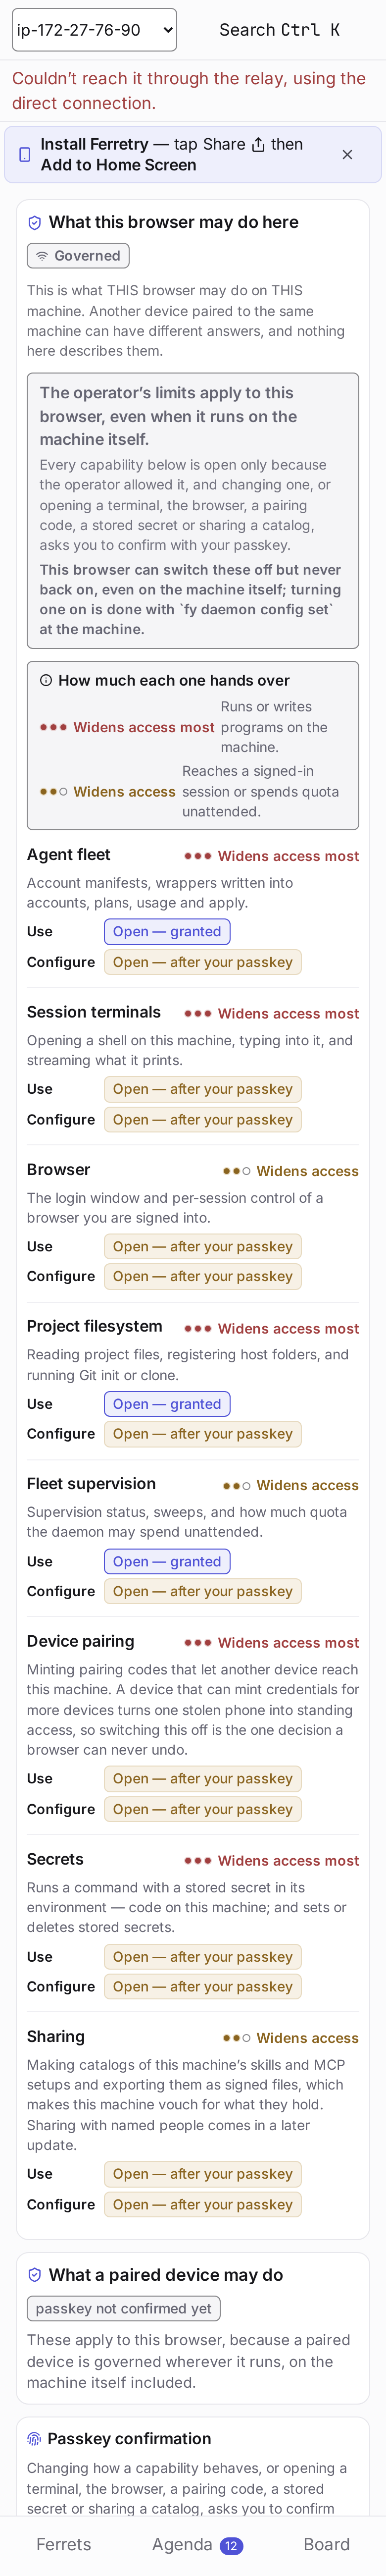 ip-172-27-76-90
Search Ctrl K
Couldn’t reach it through the relay, using the
direct connection.
Install Ferretry — tap Share then
Add to Home Screen
What this browser may do here
Governed
This is what THIS browser may do on THIS
machine. Another device paired to the same
machine can have different answers, and nothing
here describes them.
The operator’s limits apply to this
browser, even when it runs on the
machine itself.
Every capability below is open only because
the operator allowed it, and changing one, or
opening a terminal, the browser, a pairing
code, a stored secret or sharing a catalog,
asks you to confirm with your passkey.
This browser can switch these off but never
back on, even on the machine itself; turning
one on is done with `fy daemon config set`
at the machine.
How much each one hands over
Widens access most
Runs or writes
programs on the
machine.
Widens access
Reaches a signed-in
session or spends quota
unattended.
Agent fleet
Widens access most
Account manifests, wrappers written into
accounts, plans, usage and apply.
Use Open — granted
Configure Open — after your passkey
Session terminals
Widens access most
Opening a shell on this machine, typing into it, and
streaming what it prints.
Use Open — after your passkey
Configure Open — after your passkey
Browser
Widens access
The login window and per-session control of a
browser you are signed into.
Use Open — after your passkey
Configure Open — after your passkey
Project filesystem
Widens access most
Reading project files, registering host folders, and
running Git init or clone.
Use Open — granted
Configure Open — after your passkey
Fleet supervision
Widens access
Supervision status, sweeps, and how much quota
the daemon may spend unattended.
Use Open — granted
Configure Open — after your passkey
Device pairing
Widens access most
Minting pairing codes that let another device reach
this machine. A device that can mint credentials for
more devices turns one stolen phone into standing
access, so switching this off is the one decision a
browser can never undo.
Use Open — after your passkey
Configure Open — after your passkey
Secrets
Widens access most
Runs a command with a stored secret in its
environment — code on this machine; and sets or
deletes stored secrets.
Use Open — after your passkey
Configure Open — after your passkey
Sharing
Widens access
Making catalogs of this machine’s skills and MCP
setups and exporting them as signed files, which
makes this machine vouch for what they hold.
Sharing with named people comes in a later
update.
Use Open — after your passkey
Configure Open — after your passkey
What a paired device may do
passkey not confirmed yet
These apply to this browser, because a paired
device is governed wherever it runs, on the
machine itself included.
Passkey confirmation
Changing how a capability behaves, or opening a
terminal, the browser, a pairing code, a stored
secret or sharing a catalog, asks you to confirm
Ferrets
Agenda 12
Board